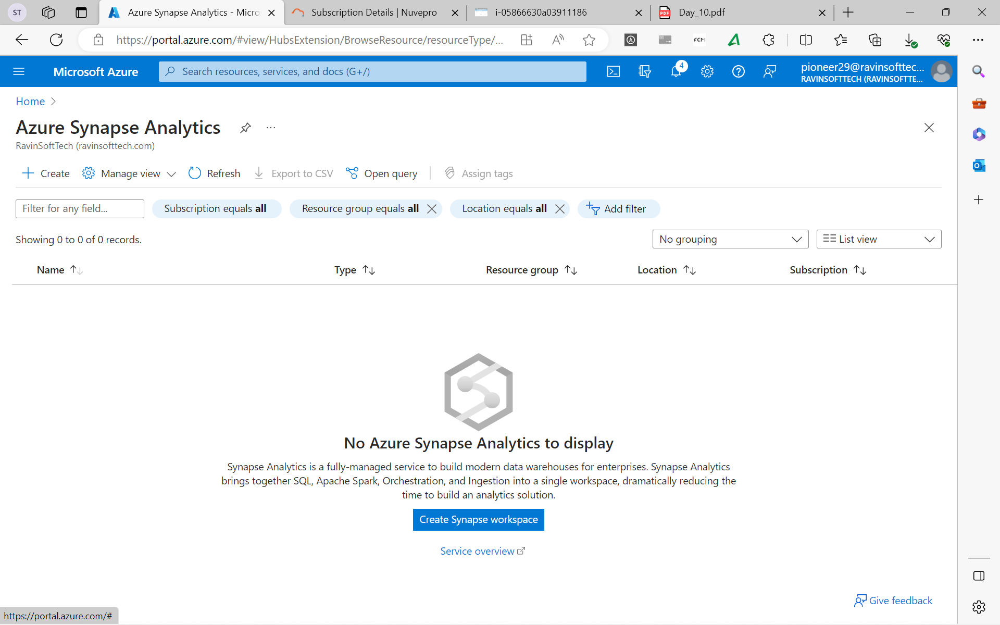 ST
Azure Synapse Analytics - Micro
Subscription Details | Nuvepro
i-05866630a03911186
PDF
Day_10.pdf
https://portal.azure.com/#view/HubsExtension/BrowseResource/resourceType/...
FCM
Microsoft Azure
Search resources, services, and docs (G+/)
4
pioneer29@ravinsofttec...
RAVINSOFTTECH (RAVINSOFTTE...
Home
Azure Synapse Analytics
RavinSoftTech (ravinsofttech.com)
Create
Manage view
Refresh
Export to CSV
Open query
Assign tags
Filter for any field...
Subscription equals all
Resource group equals all
Location equals all
Add filter
Showing 0 to 0 of 0 records.
No grouping
List view
Name
Type
Resource group
Location
Subscription
No Azure Synapse Analytics to display
Synapse Analytics is a fully-managed service to build modern data warehouses for enterprises. Synapse Analytics
brings together SQL, Apache Spark, Orchestration, and Ingestion into a single workspace, dramatically reducing the
time to build an analytics solution.
Create Synapse workspace
Service overview
Give feedback
https://portal.azure.com/#